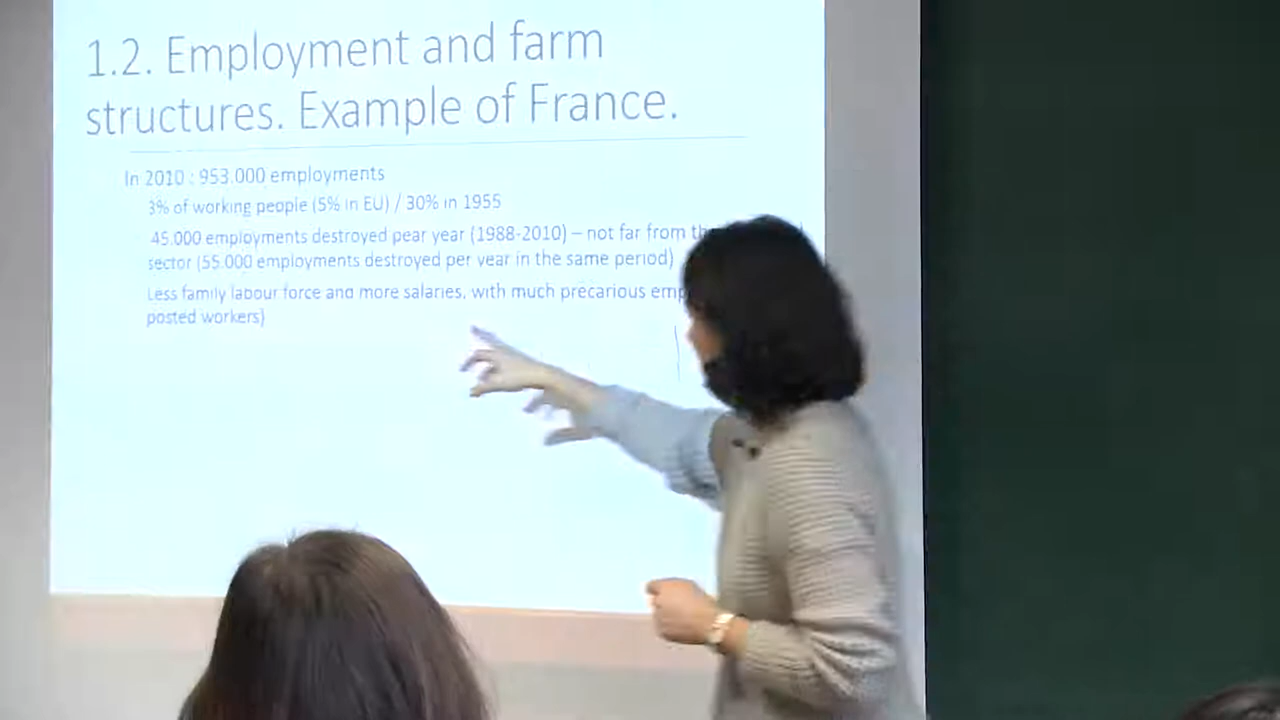 1.2. Employment and farm
structures. Example of France.
In 2010 : 953.000 employments
3% of working people (5% in EU) / 30% in 1955
45.000 employments destroyed pear year (1988-2010) – not far from
sector (55.000 employments destroyed per year in the same period)
Less family labour force and more salaries, with much precarious
posted workers)